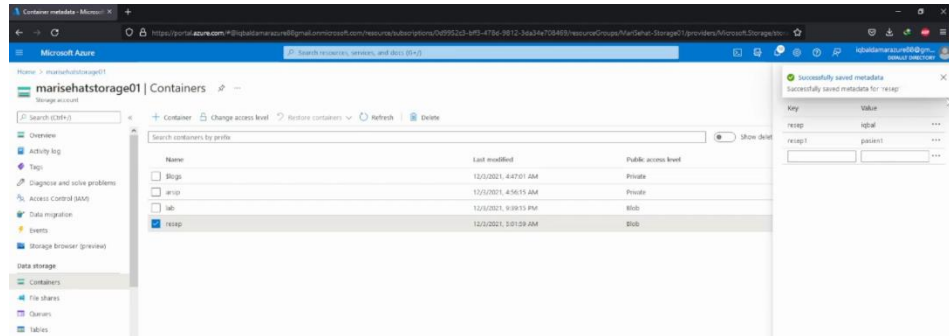 Container metadata - Microsoft
Microsoft Azure
Search resources, services, and docs (G+/)
iqbaldamarazure88@gm...
DEFAULT DIRECTORY
Home > marisehatstorage01
marisehatstorage01 | Containers
Storage account
Search (Ctrl+/)
Overview
Activity log
Tags
Diagnose and solve problems
Access Control (IAM)
Data migration
Events
Storage browser (preview)
Data storage
Containers
File shares
Queues
Tables
+ Container
Change access level
Restore containers
Refresh
Delete
Search containers by prefix
Show delet
Name Last modified Public access level
$logs 12/3/2021, 4:47:01 AM Private
arsip 12/3/2021, 4:56:15 AM Private
lab 12/3/2021, 9:39:15 PM Blob
resep 12/3/2021, 5:01:59 AM Blob
Successfully saved metadata
Successfully saved metadata for 'resep'
Key Value
resep iqbal
resep1 pasien1